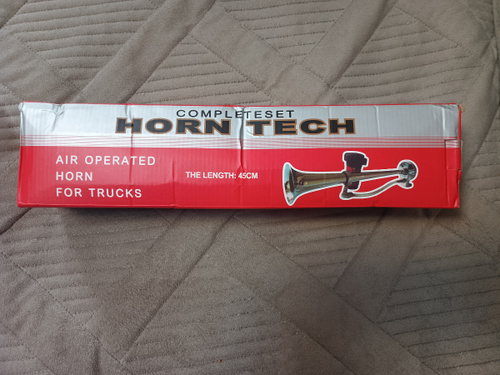 COMPLETESET
HORN TECH
AIR OPERATED
HORN
FOR TRUCKS
THE LENGTH: 45CM